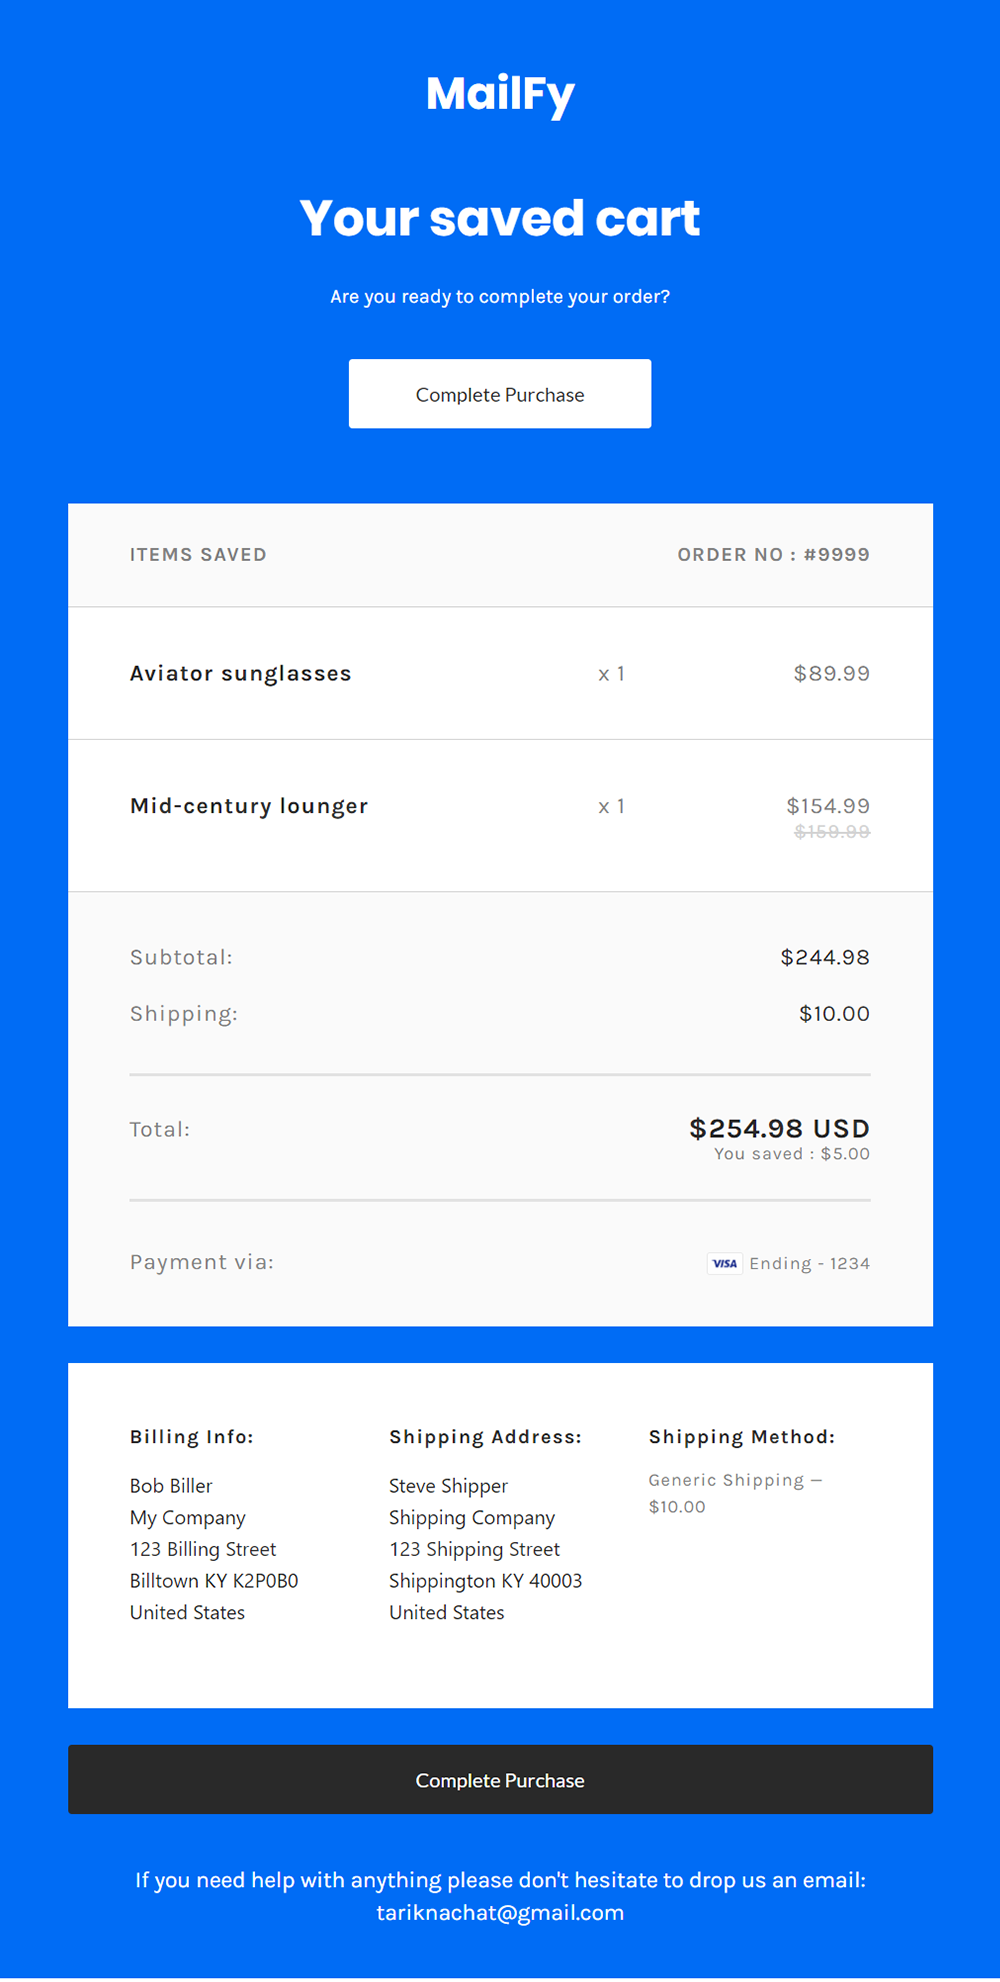 MailFy
Your saved cart
Are you ready to complete your order?
Complete Purchase
ITEMS SAVED ORDER NO : #9999
Aviator sunglasses x 1 $89.99
Mid-century lounger x 1 $154.99
$159.99
Subtotal: $244.98
Shipping: $10.00
Total: $254.98 USD
You saved : $5.00
Payment via: VISA Ending - 1234
Billing Info:
Bob Biller
My Company
123 Billing Street
Billtown KY K2P0B0
United States
Shipping Address:
Steve Shipper
Shipping Company
123 Shipping Street
Shippington KY 40003
United States
Shipping Method:
Generic Shipping —
$10.00
Complete Purchase
If you need help with anything please don't hesitate to drop us an email:
tariknachat@gmail.com